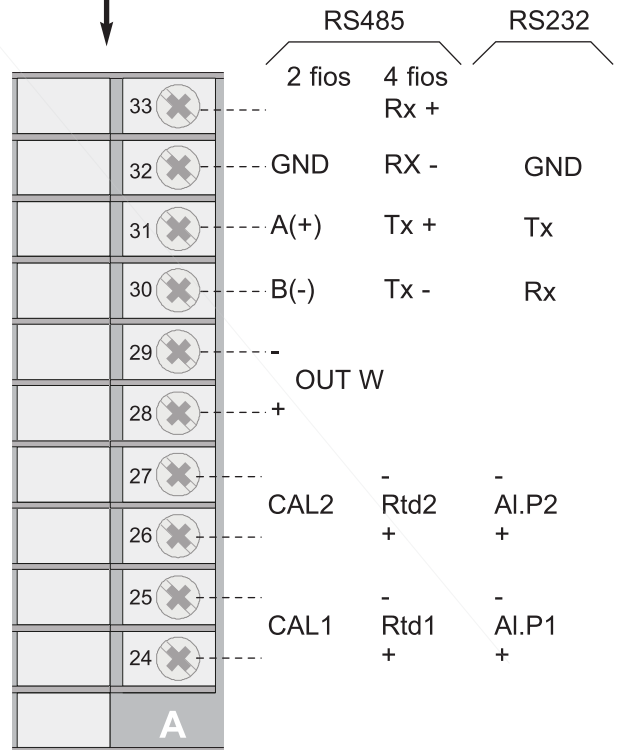 RS485 RS232
2 fios 4 fios
33 Rx +
32 GND RX - GND
31 A(+) Tx + Tx
30 B(-) Tx - Rx
29 -
OUT W
28 +
27 - -
CAL2 Rtd2 Al.P2
26 + +
25 - -
CAL1 Rtd1 Al.P1
24 + +
A